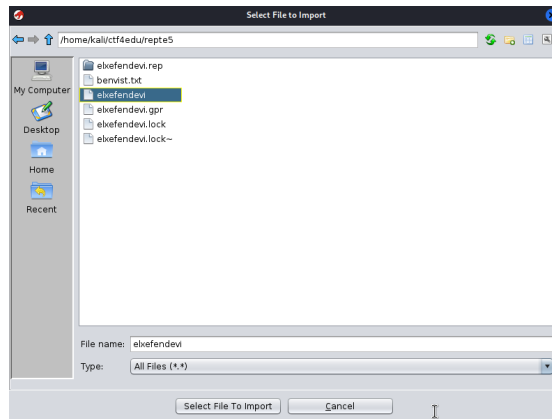 Select File to Import
/home/kali/ctf4edu/repte5
My Computer
Desktop
Home
Recent
elxefendevi.rep
benvist.txt
elxefendevi
elxefendevi.gpr
elxefendevi.lock
elxefendevi.lock~
File name: elxefendevi
Type: All Files (*.*)
Select File To Import
Cancel